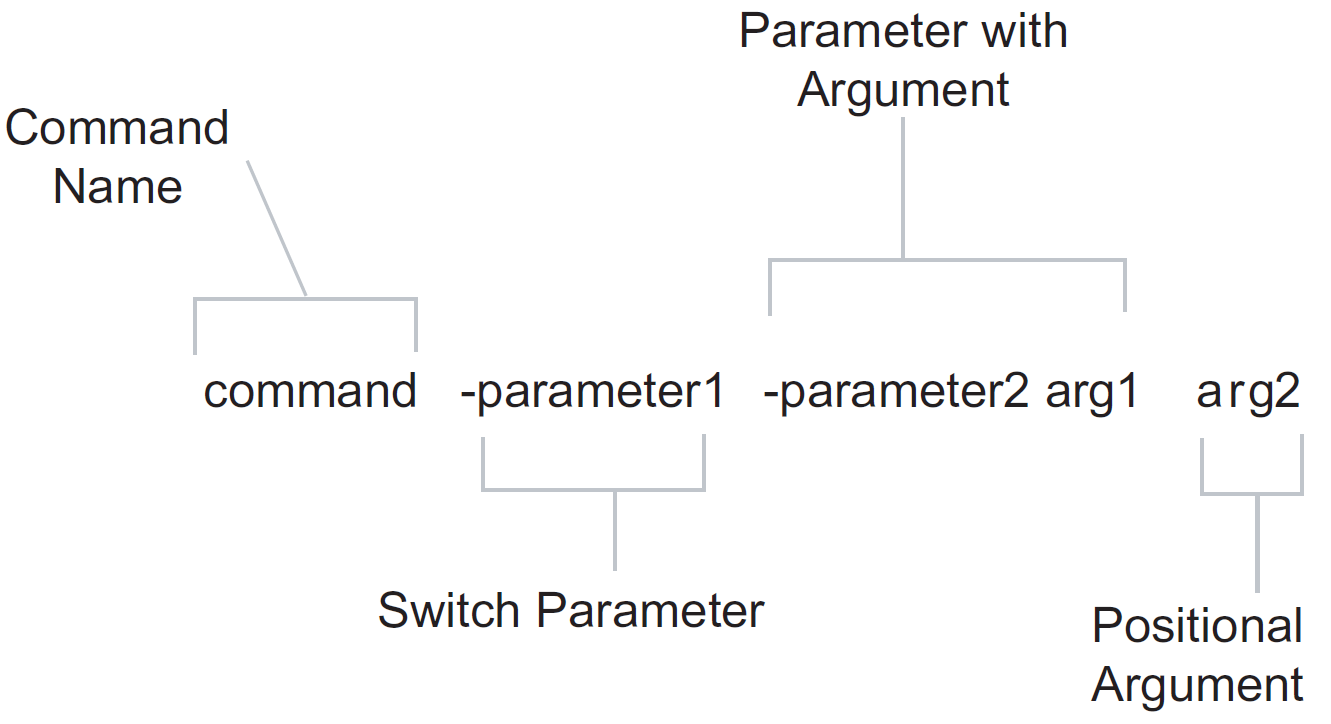 Parameter with
Argument
Command
Name
command -parameter1 -parameter2 arg1 arg2
Switch Parameter
Positional
Argument